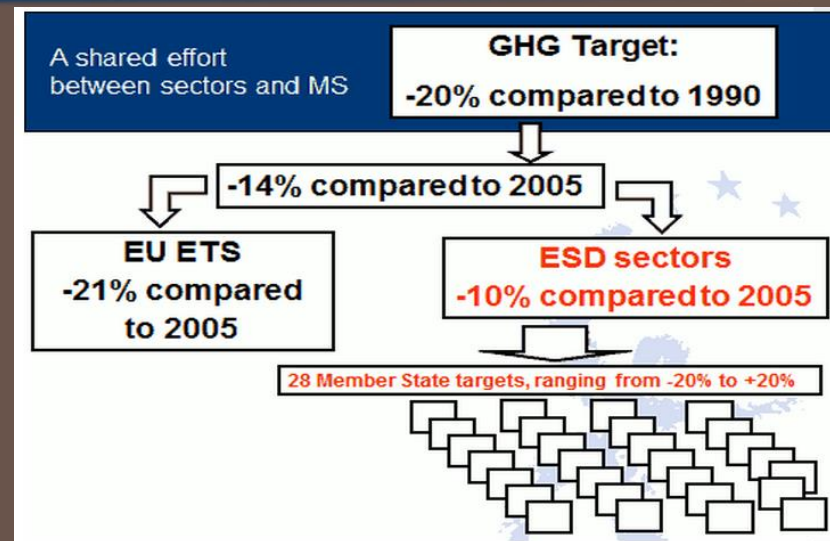 A shared effort
between sectors and MS
GHG Target:
-20% compared to 1990
-14% compared to 2005
EU ETS
-21% compared
to 2005
ESD sectors
-10% compared to 2005
28 Member State targets, ranging from -20% to +20%